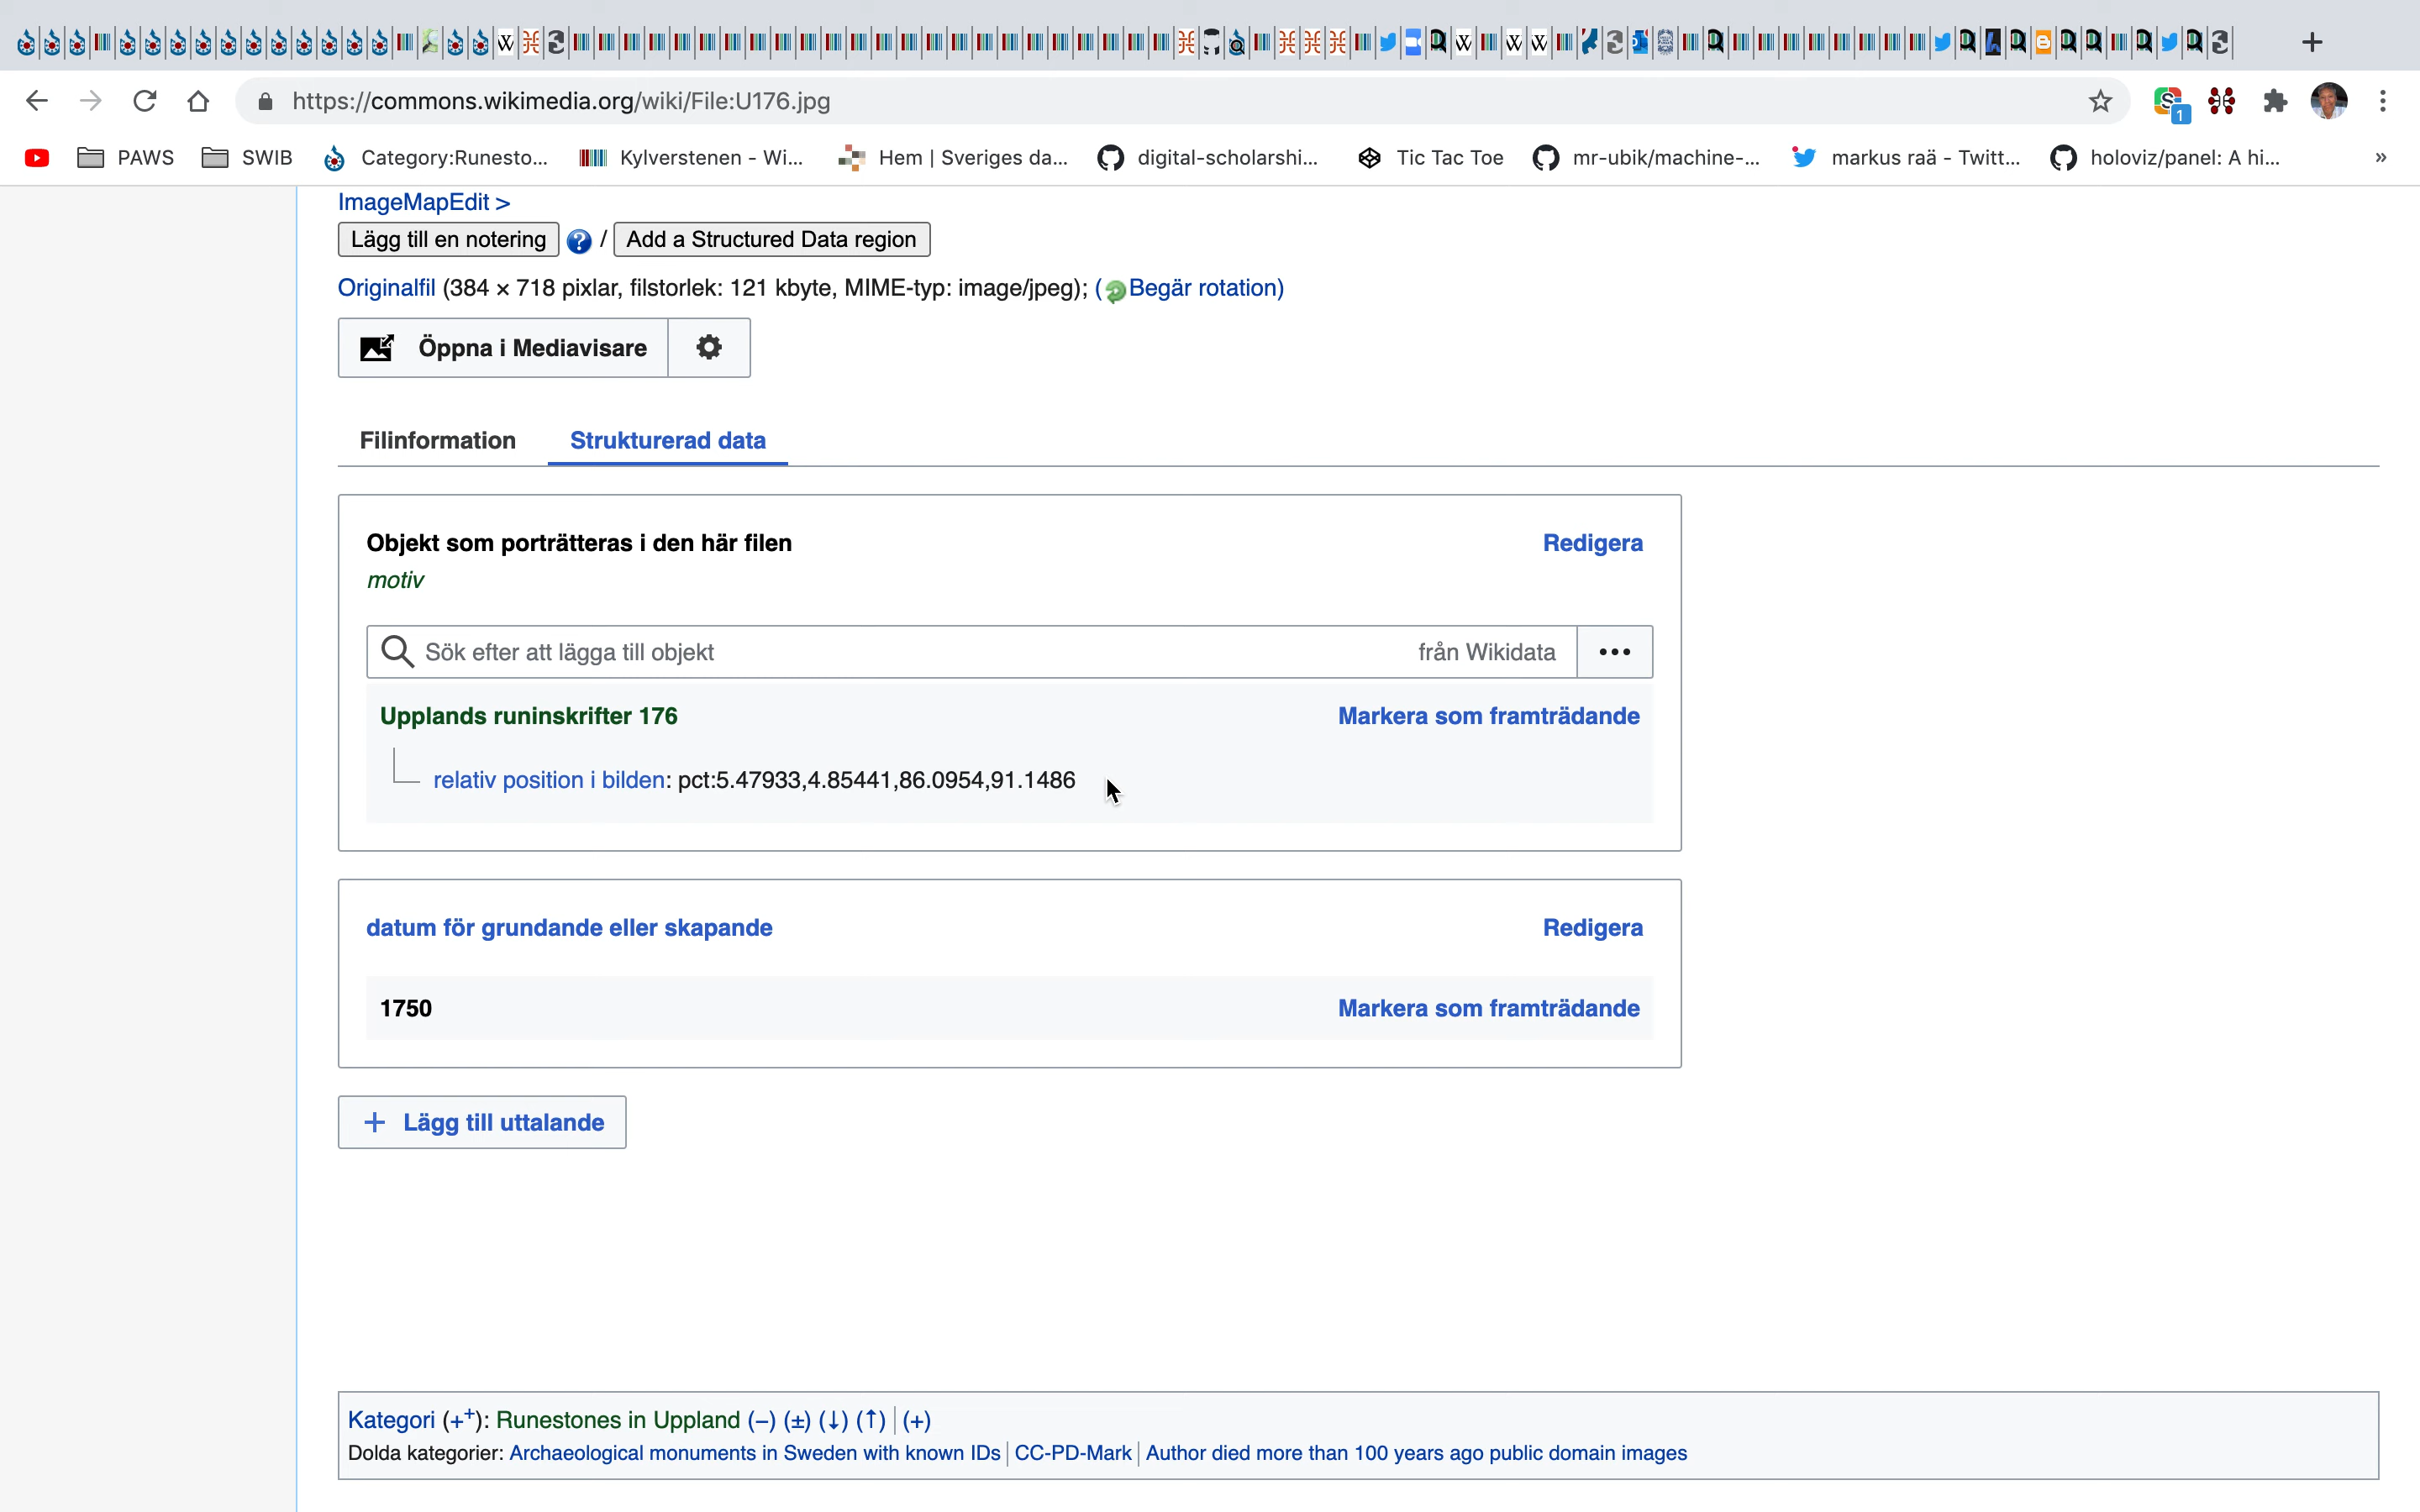 https://commons.wikimedia.org/wiki/File:U176.jpg
1
PAWS SWIB Category:Runesto... Kylverstenen - Wi... Hem | Sveriges da... digital-scholarshi... Tic Tac Toe mr-ubik/machine-... markus raä - Twitt... holoviz/panel: A hi... »
ImageMapEdit >
Lägg till en notering ? / Add a Structured Data region
Originalfil (384 × 718 pixlar, filstorlek: 121 kbyte, MIME-typ: image/jpeg); (Begär rotation)
Öppna i Mediavisare
Filinformation Strukturerad data
Objekt som porträtteras i den här filen Redigera
motiv
Sök efter att lägga till objekt från Wikidata •••
Upplands runinskrifter 176 Markera som framträdande
relativ position i bilden: pct:5.47933,4.85441,86.0954,91.1486
datum för grundande eller skapande Redigera
1750 Markera som framträdande
+ Lägg till uttalande
Kategori (+⁺): Runestones in Uppland (−) (±) (↓) (↑) | (+)
Dolda kategorier: Archaeological monuments in Sweden with known IDs | CC-PD-Mark | Author died more than 100 years ago public domain images